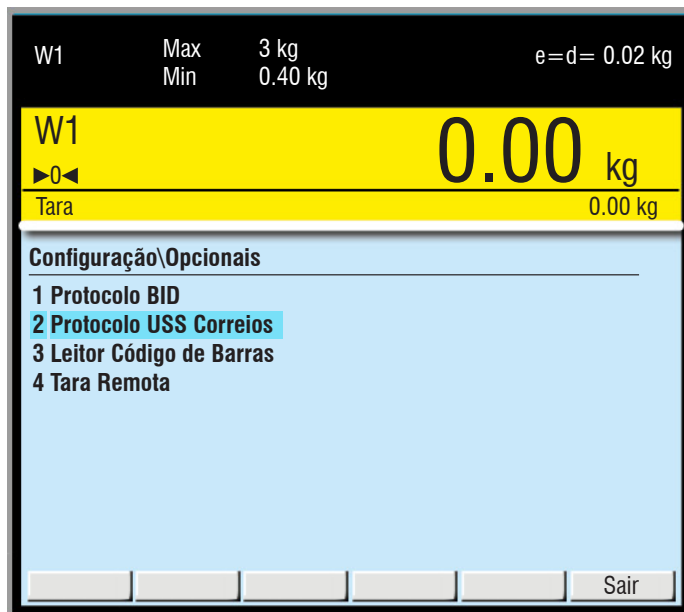 W1 Max 3 kg e=d= 0.02 kg
Min 0.40 kg
W1 0.00 kg
►0◄
Tara 0.00 kg
Configuração\Opcionais
1 Protocolo BID
2 Protocolo USS Correios
3 Leitor Código de Barras
4 Tara Remota
Sair